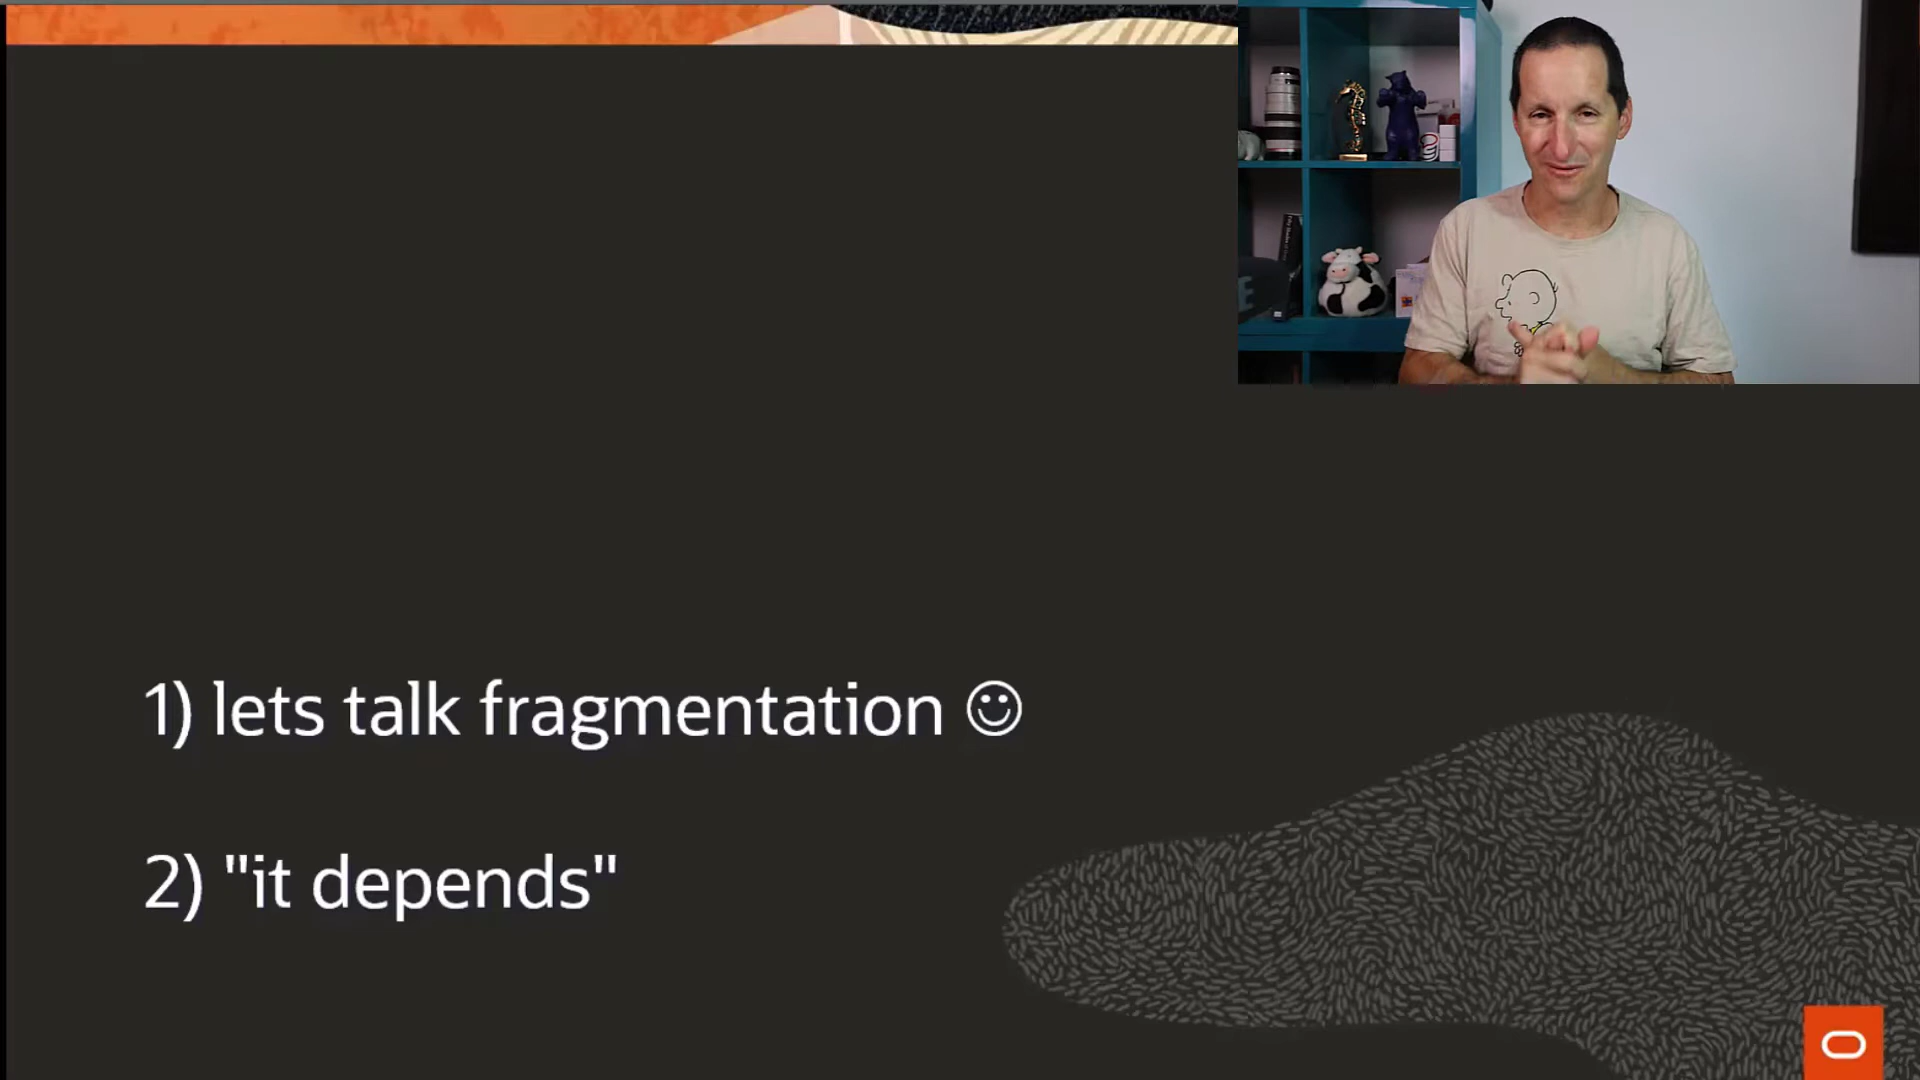 1) lets talk fragmentation ☺
2) "it depends"